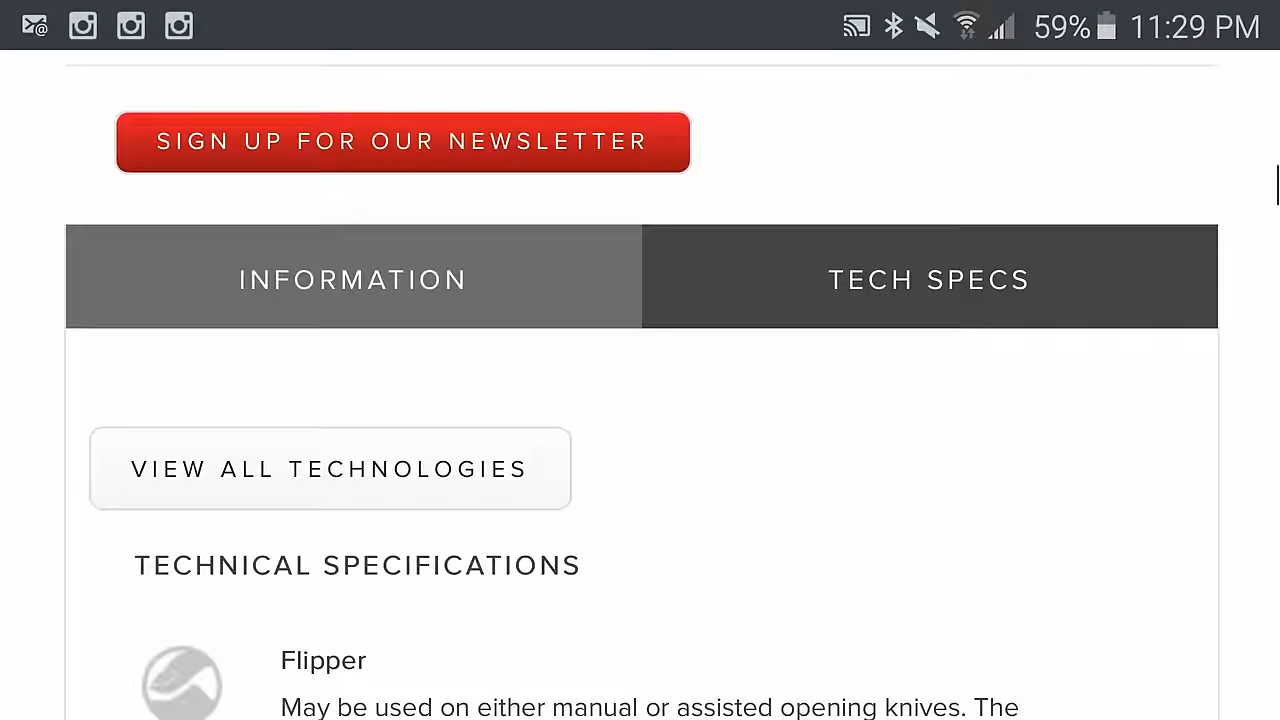 59% 11:29 PM
SIGN UP FOR OUR NEWSLETTER
INFORMATION
TECH SPECS
VIEW ALL TECHNOLOGIES
TECHNICAL SPECIFICATIONS
Flipper
May be used on either manual or assisted opening knives. The